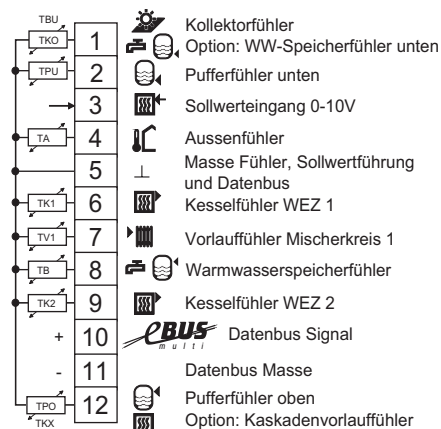 TBU
TKO 1 Kollektorfühler
Option: WW-Speicherfühler unten
TPU 2 Pufferfühler unten
3 Sollwerteingang 0-10V
TA 4 Aussenfühler
5 ⊥ Masse Fühler, Sollwertführung
und Datenbus
TK1 6 Kesselfühler WEZ 1
TV1 7 Vorlauffühler Mischerkreis 1
TB 8 Warmwasserspeicherfühler
TK2 9 Kesselfühler WEZ 2
+ 10 eBUS Datenbus Signal
multi
- 11 Datenbus Masse
TPO 12 Pufferfühler oben
TKX Option: Kaskadenvorlauffühler